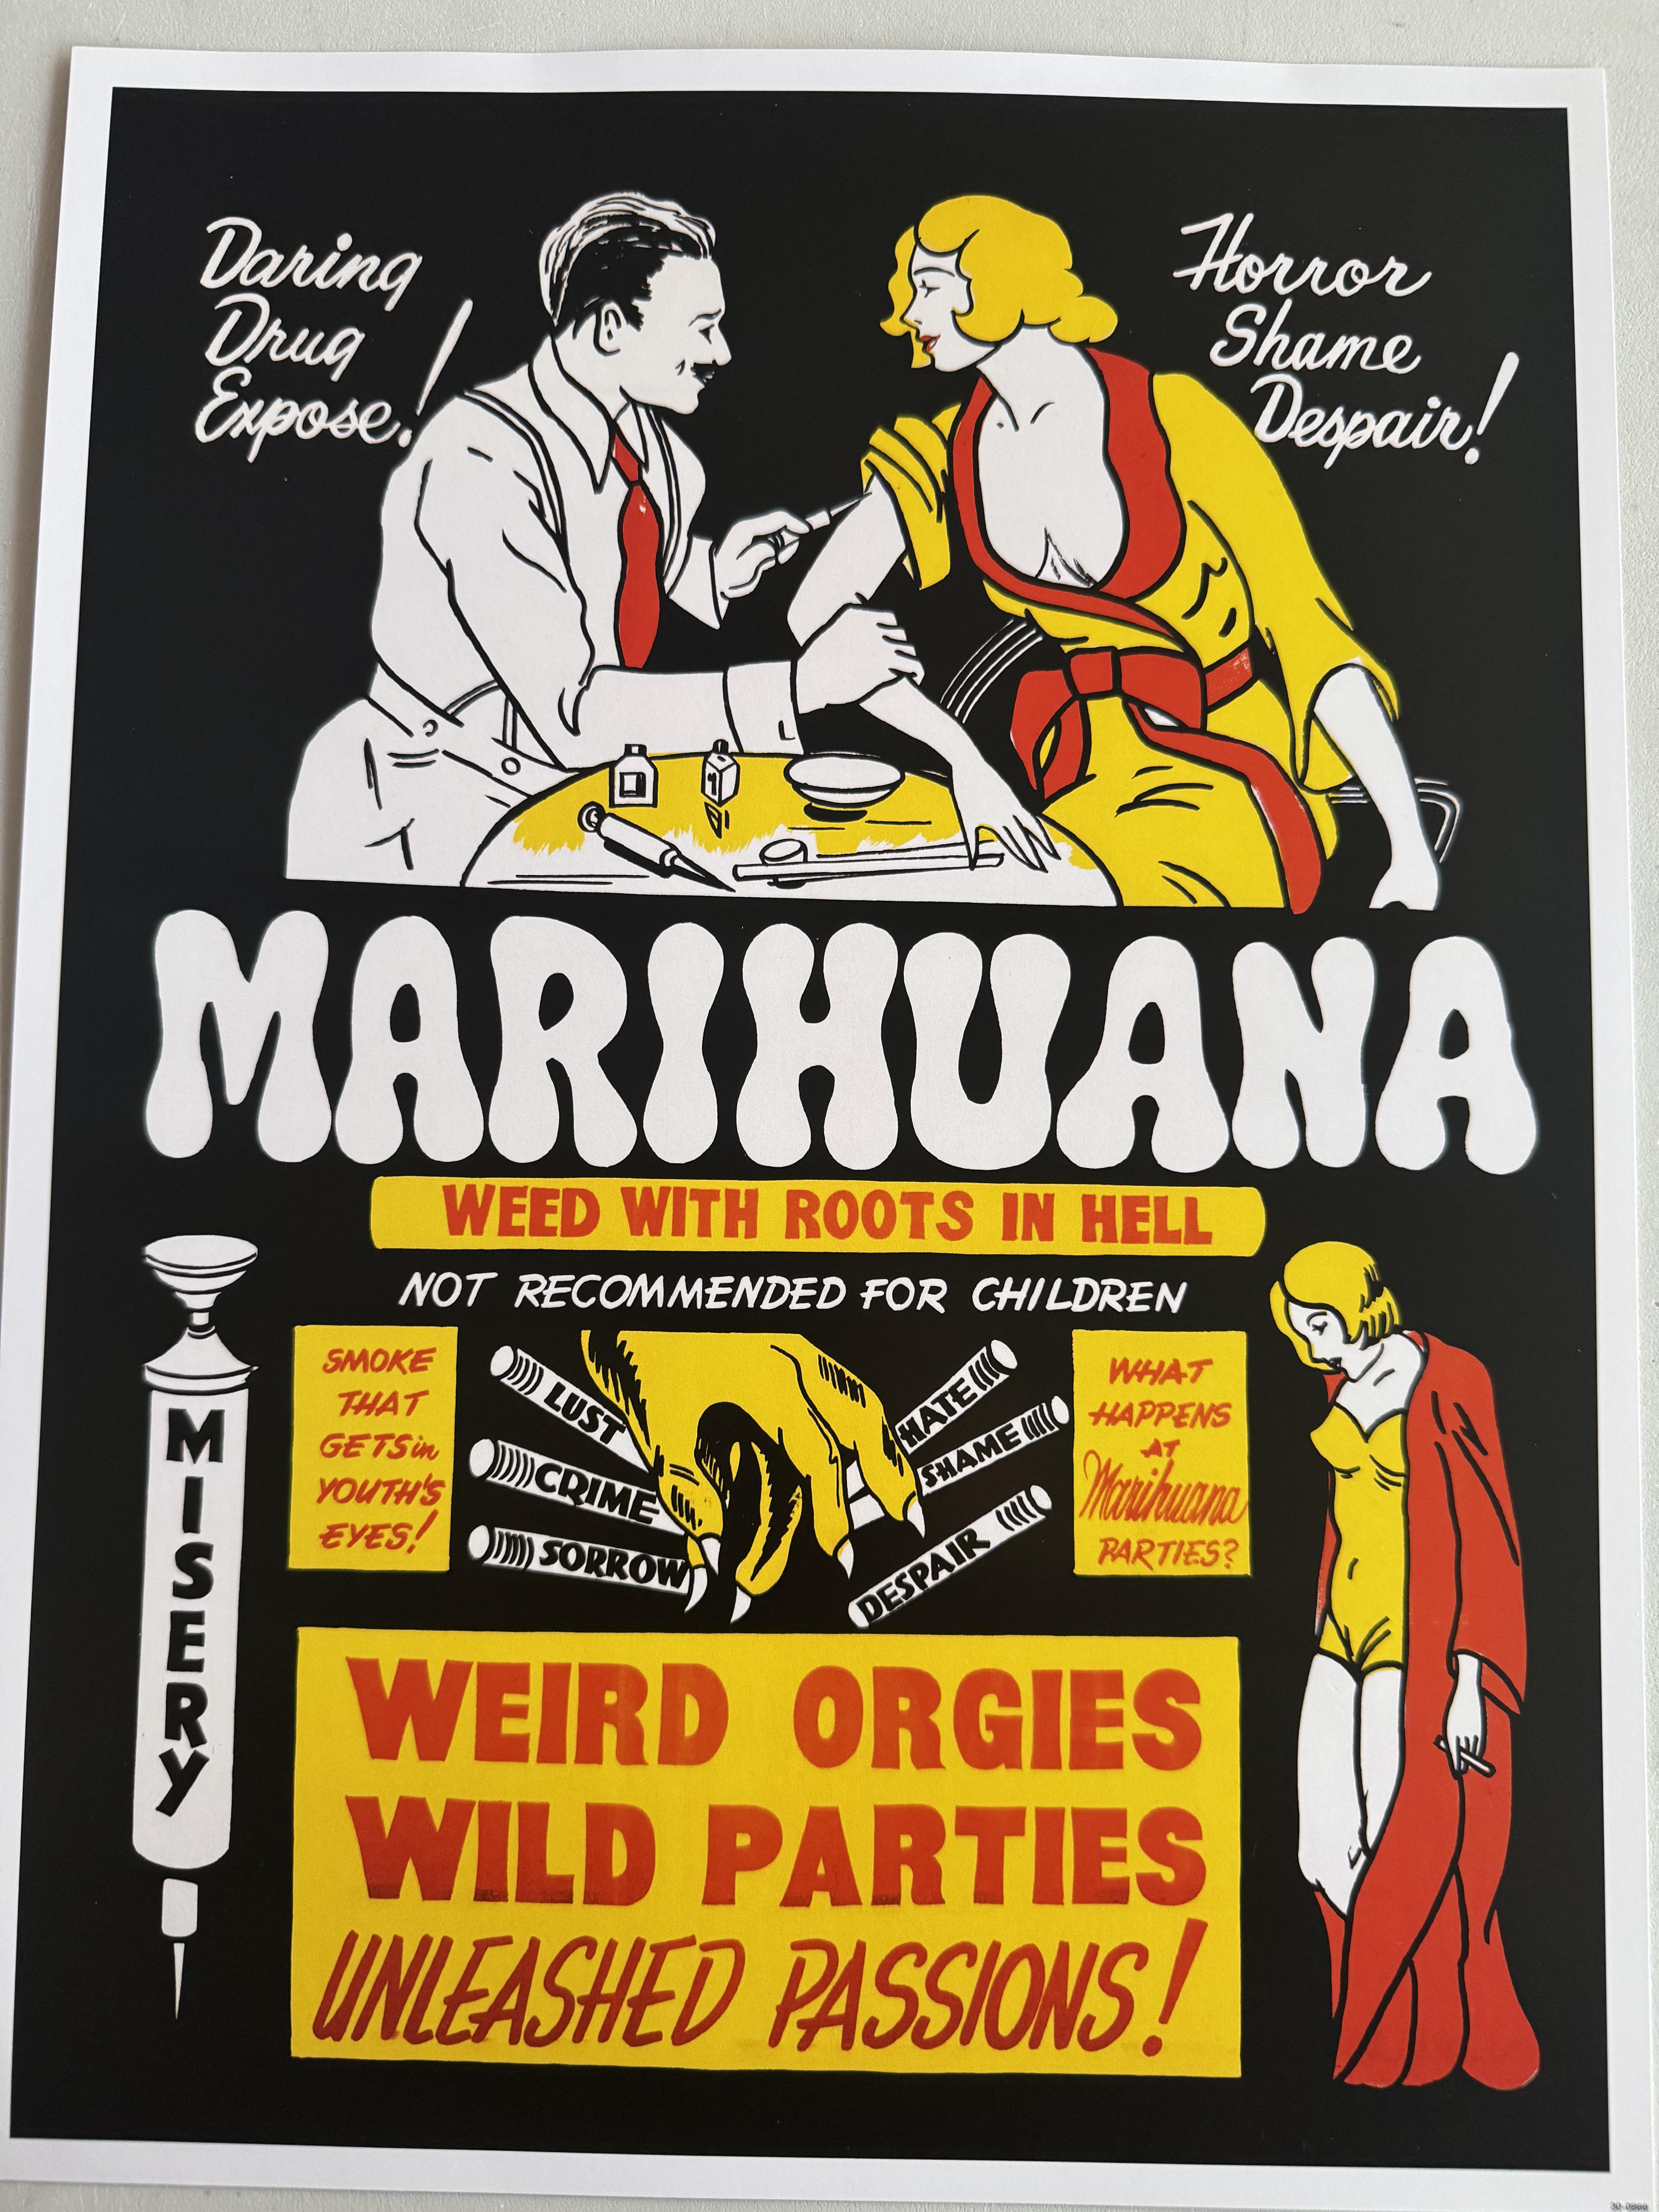 Daring
Drug
Expose!
Horror
Shame
Despair!
MARIHUANA
WEED WITH ROOTS IN HELL
NOT RECOMMENDED FOR CHILDREN
MISERY
SMOKE
THAT
GETS in
YOUTH'S
EYES!
LUST
CRIME
SORROW
HATE
SHAME
DESPAIR
WHAT
HAPPENS
AT
Marihuana
PARTIES?
WEIRD ORGIES
WILD PARTIES
UNLEASHED PASSIONS!